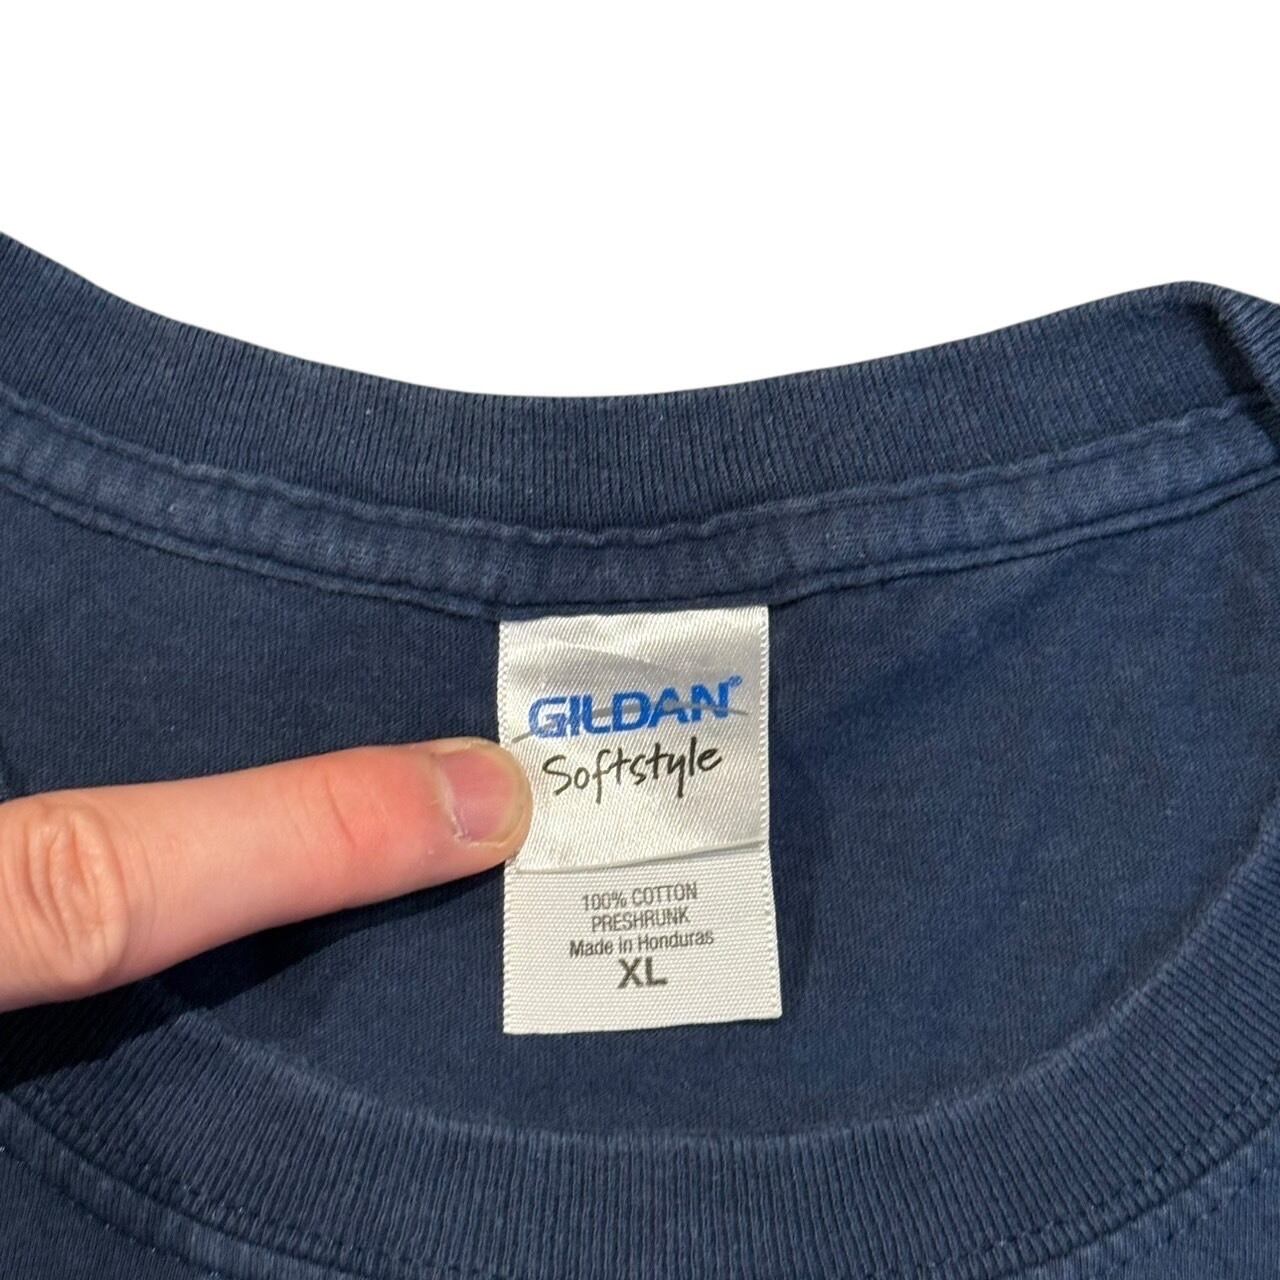 GILDAN®
Softstyle
100% COTTON
PRESHRUNK
Made in Honduras
XL